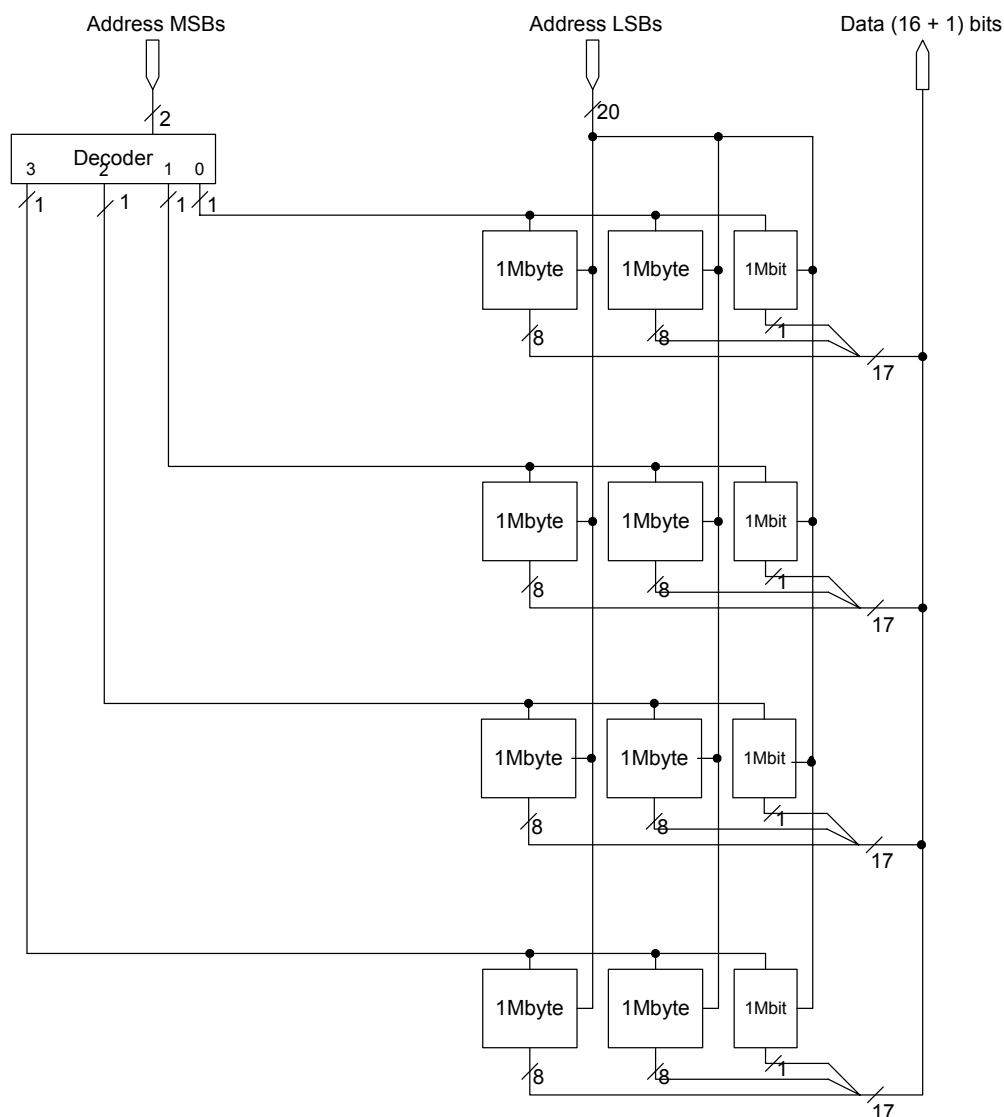 Address MSBs
Address LSBs
Data (16 + 1) bits
2
20
Decoder
3 2 1 0
1 1 1 1
1Mbyte 1Mbyte 1Mbit
8 8 1
17
1Mbyte 1Mbyte 1Mbit
8 8 1
17
1Mbyte 1Mbyte 1Mbit
8 8 1
17
1Mbyte 1Mbyte 1Mbit
8 8 1
17